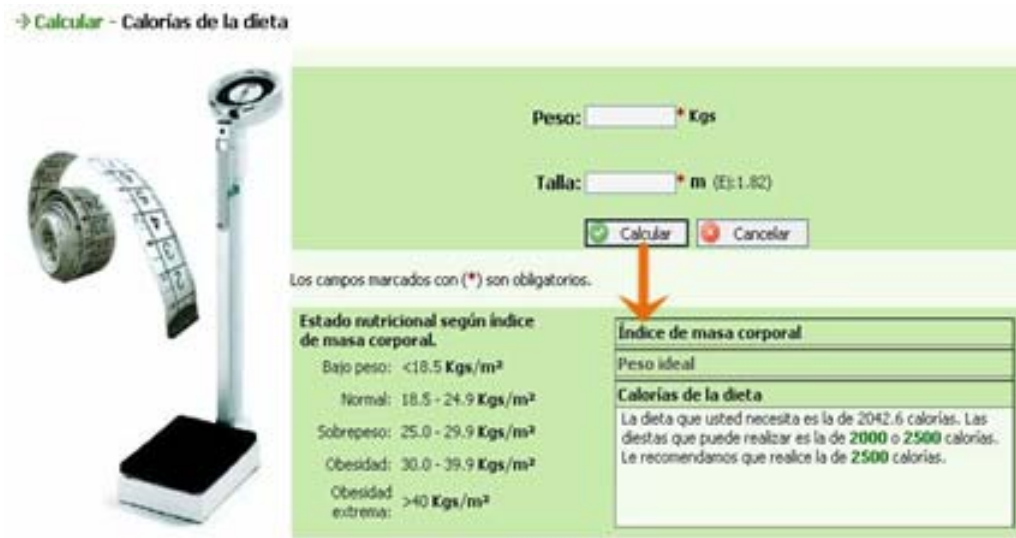 Calcular - Calorías de la dieta
Peso: * Kgs
Talla: * m (Ej:1.82)
Calcular Cancelar
Los campos marcados con (*) son obligatorios.
Estado nutricional según índice
de masa corporal.
Bajo peso: <18.5 Kgs/m²
Normal: 18.5 - 24.9 Kgs/m²
Sobrepeso: 25.0 - 29.9 Kgs/m²
Obesidad: 30.0 - 39.9 Kgs/m²
Obesidad
extrema: >40 Kgs/m²
Índice de masa corporal
Peso ideal
Calorías de la dieta
La dieta que usted necesita es la de 2042.6 calorías. Las
diestas que puede realizar es la de 2000 o 2500 calorías.
Le recomendamos que realice la de 2500 calorías.